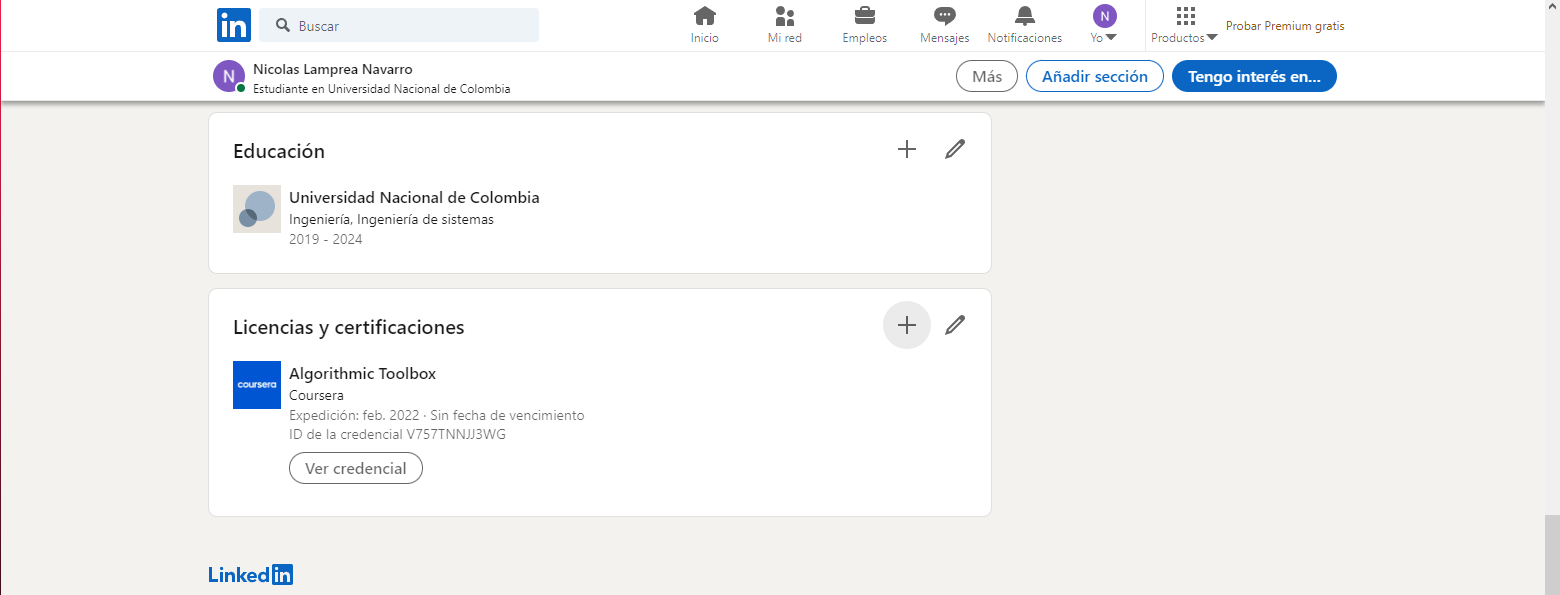 in
Buscar
Inicio
Mi red
Empleos
Mensajes
Notificaciones
N
Yo
Productos
Probar Premium gratis
N
Nicolas Lamprea Navarro
Estudiante en Universidad Nacional de Colombia
Más
Añadir sección
Tengo interés en...
Educación
Universidad Nacional de Colombia
Ingeniería, Ingeniería de sistemas
2019 - 2024
Licencias y certificaciones
coursera
Algorithmic Toolbox
Coursera
Expedición: feb. 2022 · Sin fecha de vencimiento
ID de la credencial V757TNNJJ3WG
Ver credencial
Linkedin